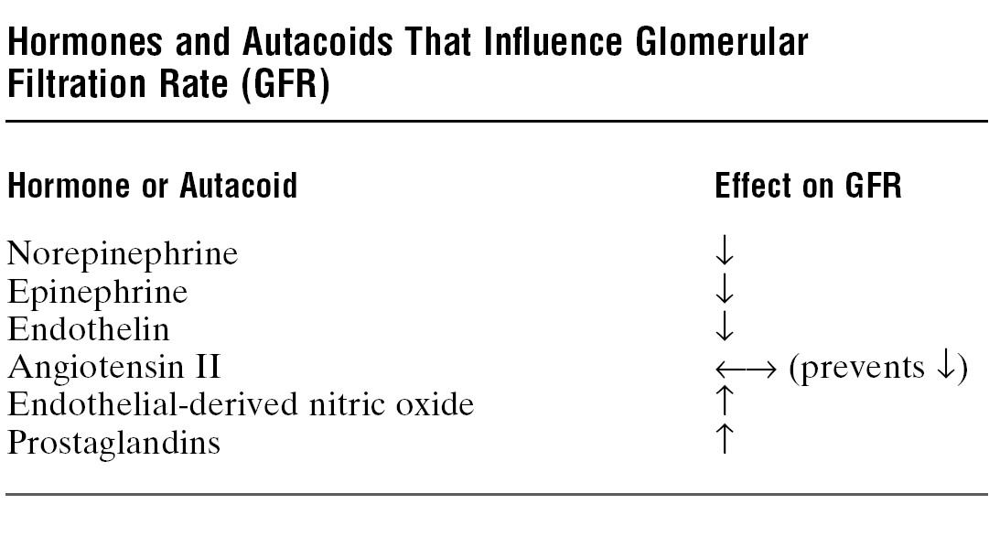 Hormones and Autacoids That Influence Glomerular
Filtration Rate (GFR)
Hormone or Autacoid Effect on GFR
Norepinephrine ↓
Epinephrine ↓
Endothelin ↓
Angiotensin II ←→ (prevents ↓)
Endothelial-derived nitric oxide ↑
Prostaglandins ↑